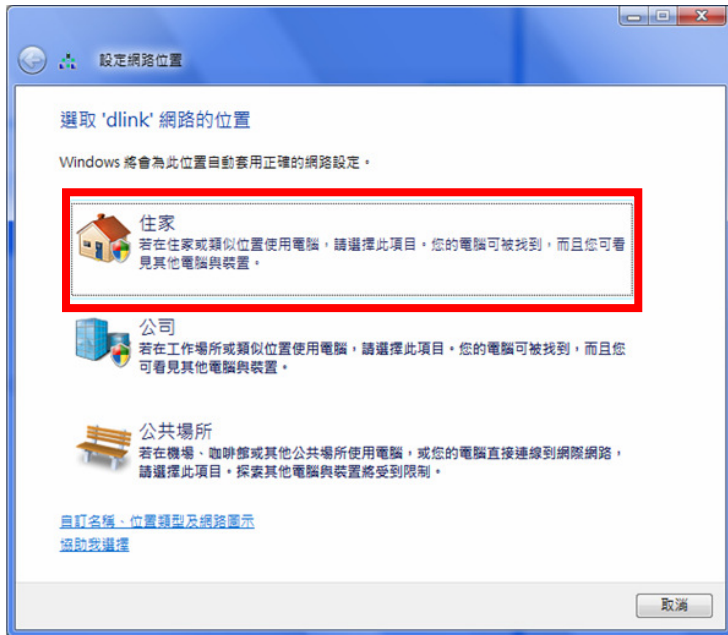 設定網路位置
選取 'dlink' 網路的位置
Windows 將會為此位置自動套用正確的網路設定。
住家
若在住家或類似位置使用電腦，請選擇此項目。您的電腦可被找到，而且您可看
見其他電腦與裝置。
公司
若在工作場所或類似位置使用電腦，請選擇此項目。您的電腦可被找到，而且您
可看見其他電腦與裝置。
公共場所
若在機場、咖啡館或其他公共場所使用電腦，或您的電腦直接連線到網際網路，
請選擇此項目。探索其他電腦與裝置將受到限制。
自訂名稱、位置類型及網路圖示
協助我選擇
取消